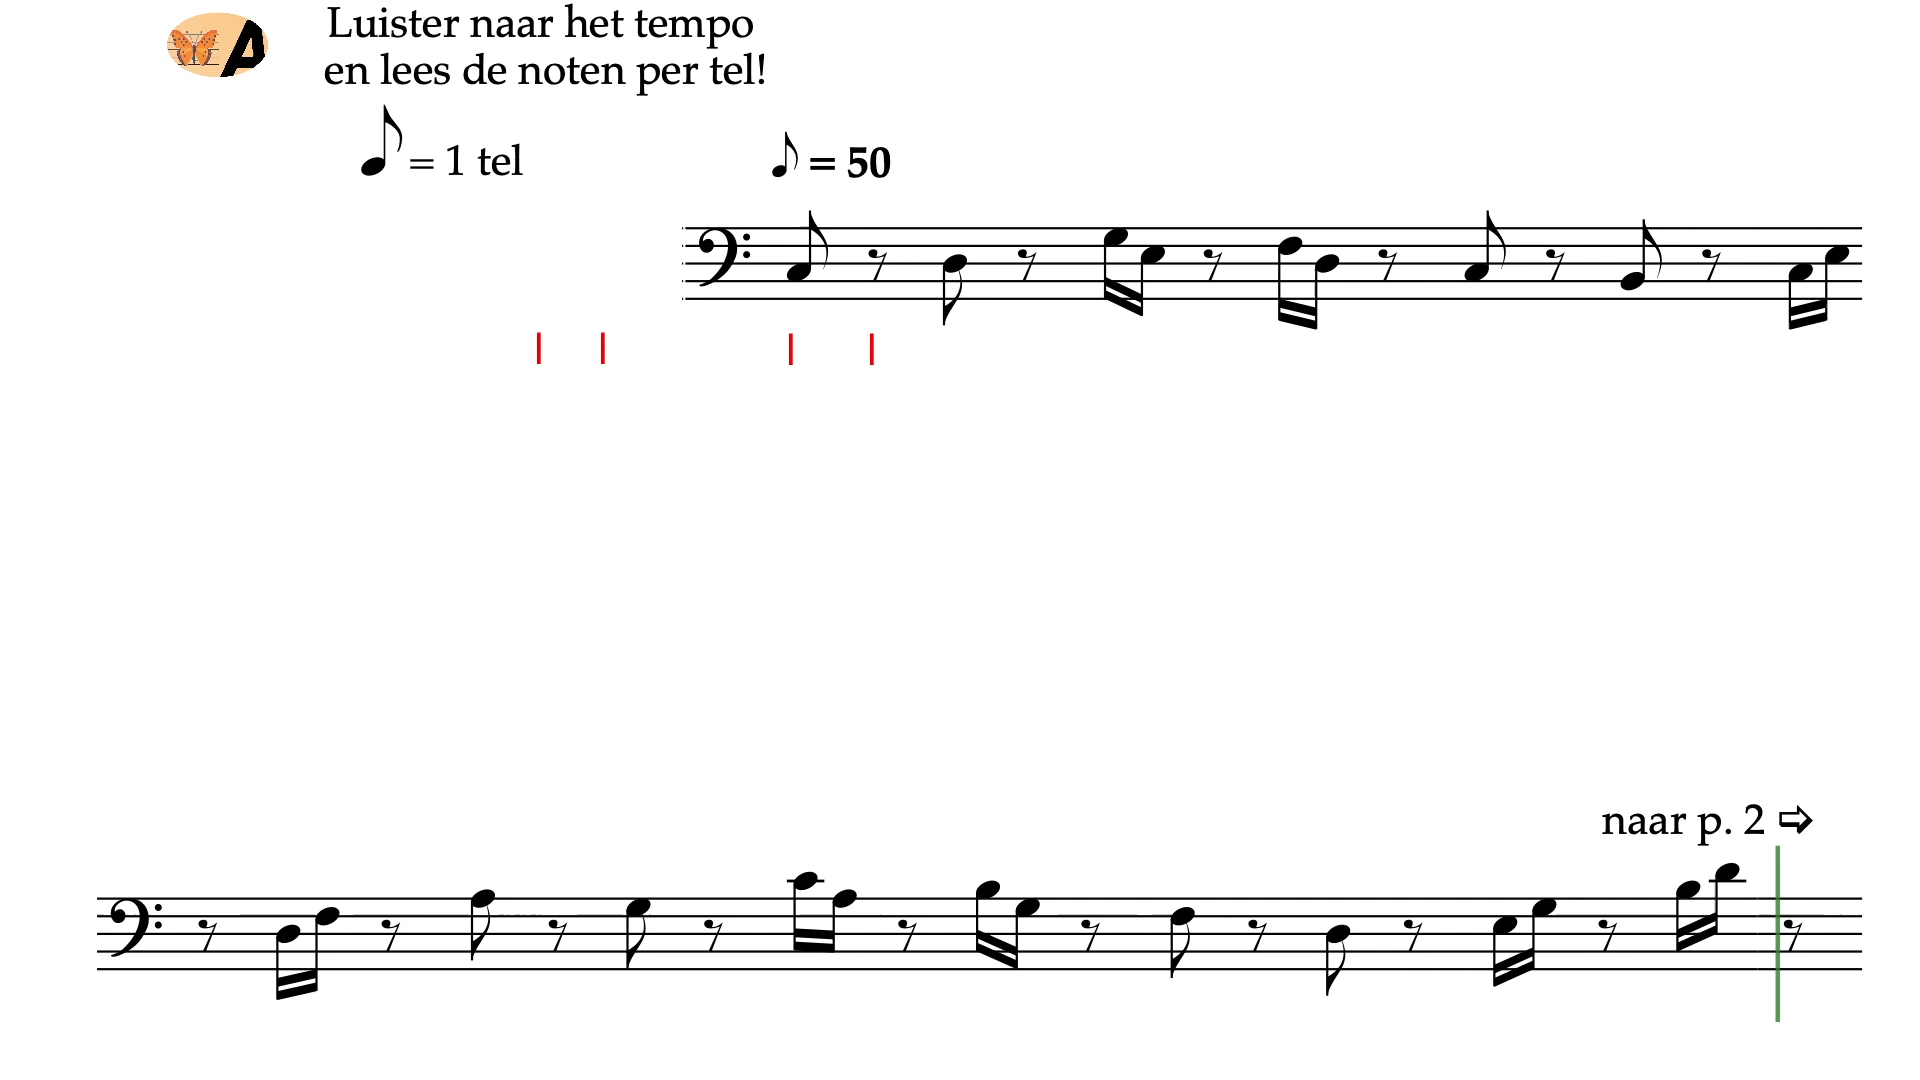 A
Luister naar het tempo
en lees de noten per tel!
♪ = 1 tel
♪ = 50
naar p. 2 ➩